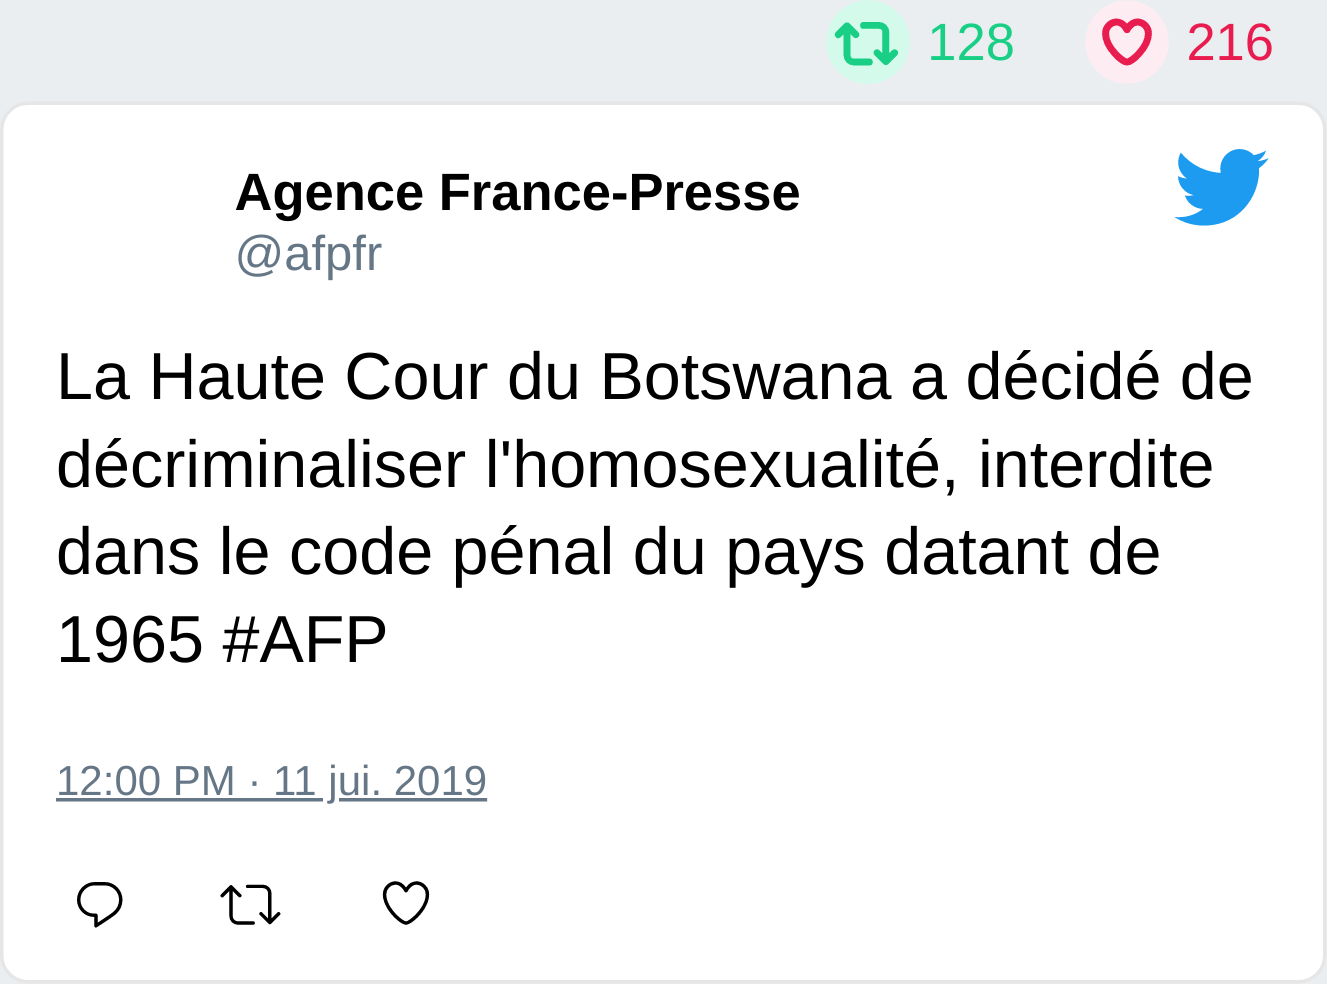 128 216
Agence France-Presse
@afpfr
La Haute Cour du Botswana a décidé de
décriminaliser l'homosexualité, interdite
dans le code pénal du pays datant de
1965 #AFP
12:00 PM · 11 jui. 2019